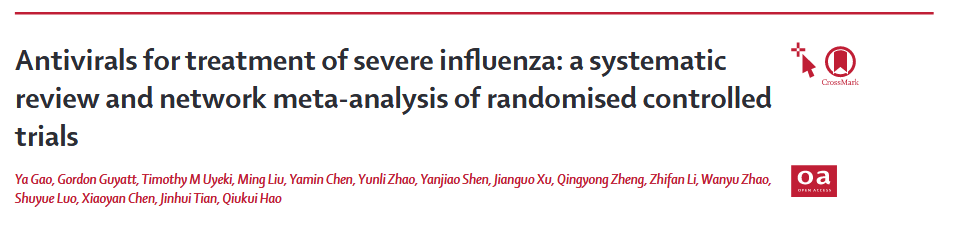 Antivirals for treatment of severe influenza: a systematic
review and network meta-analysis of randomised controlled
trials
CrossMark
Ya Gao, Gordon Guyatt, Timothy M Uyeki, Ming Liu, Yamin Chen, Yunli Zhao, Yanjiao Shen, Jianguo Xu, Qingyong Zheng, Zhifan Li, Wanyu Zhao,
Shuyue Luo, Xiaoyan Chen, Jinhui Tian, Qiukui Hao
oa
OPEN ACCESS